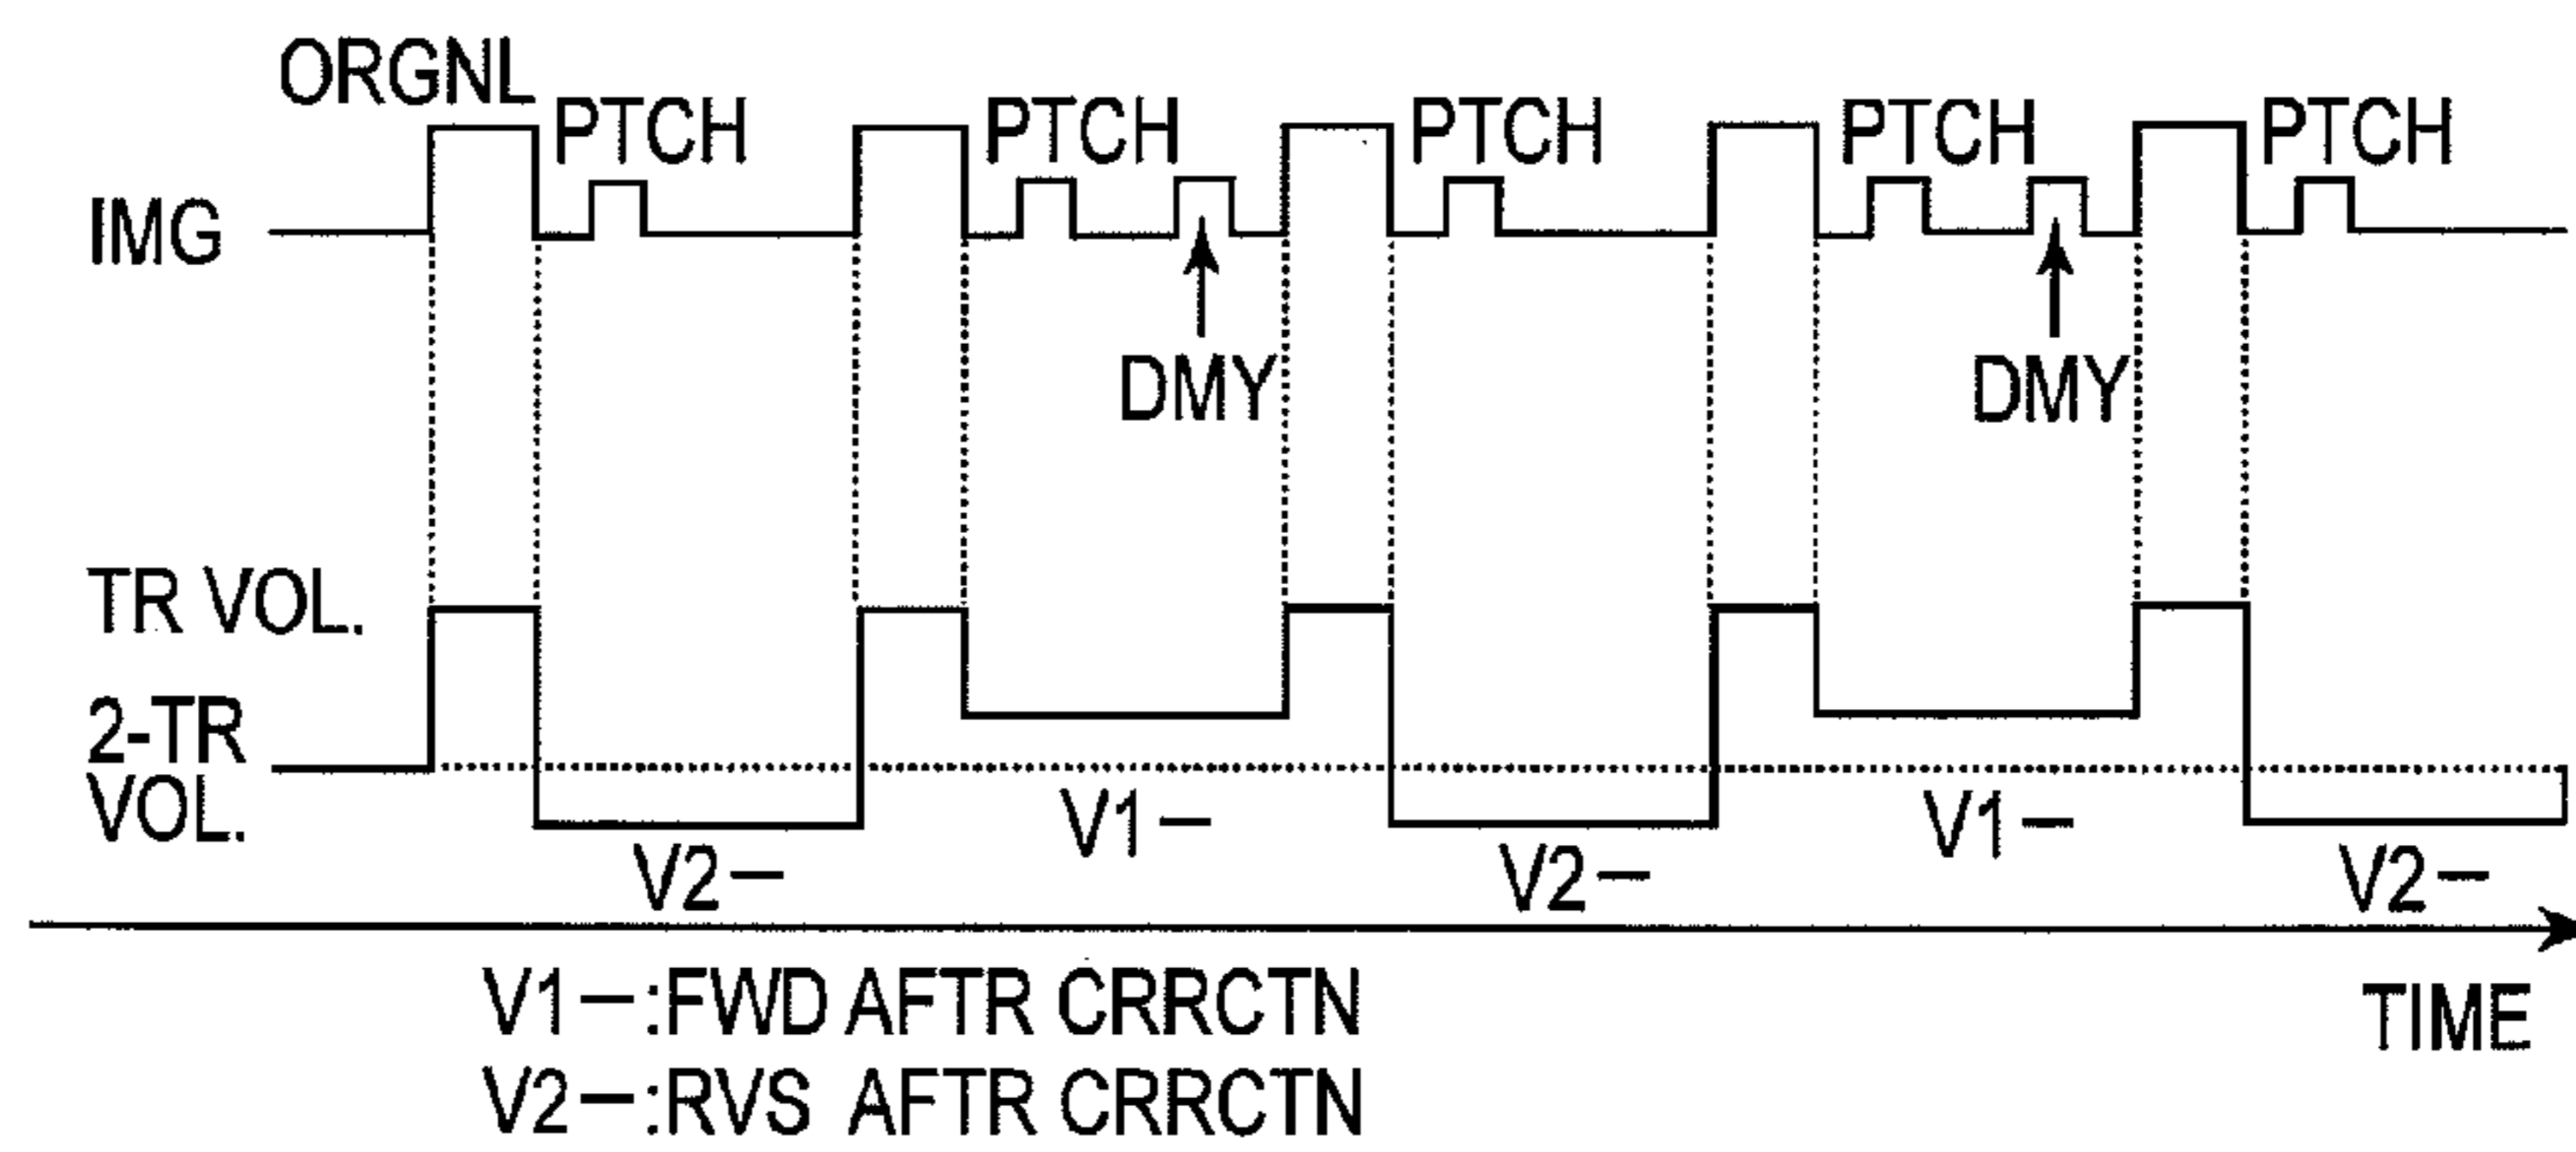 ORGNL
PTCH PTCH PTCH PTCH PTCH
IMG
DMY DMY
TR VOL.
2-TR
VOL.
V1− V1−
V2− V2− V2−
V1−:FWD AFTR CRRCTN
TIME
V2−:RVS AFTR CRRCTN